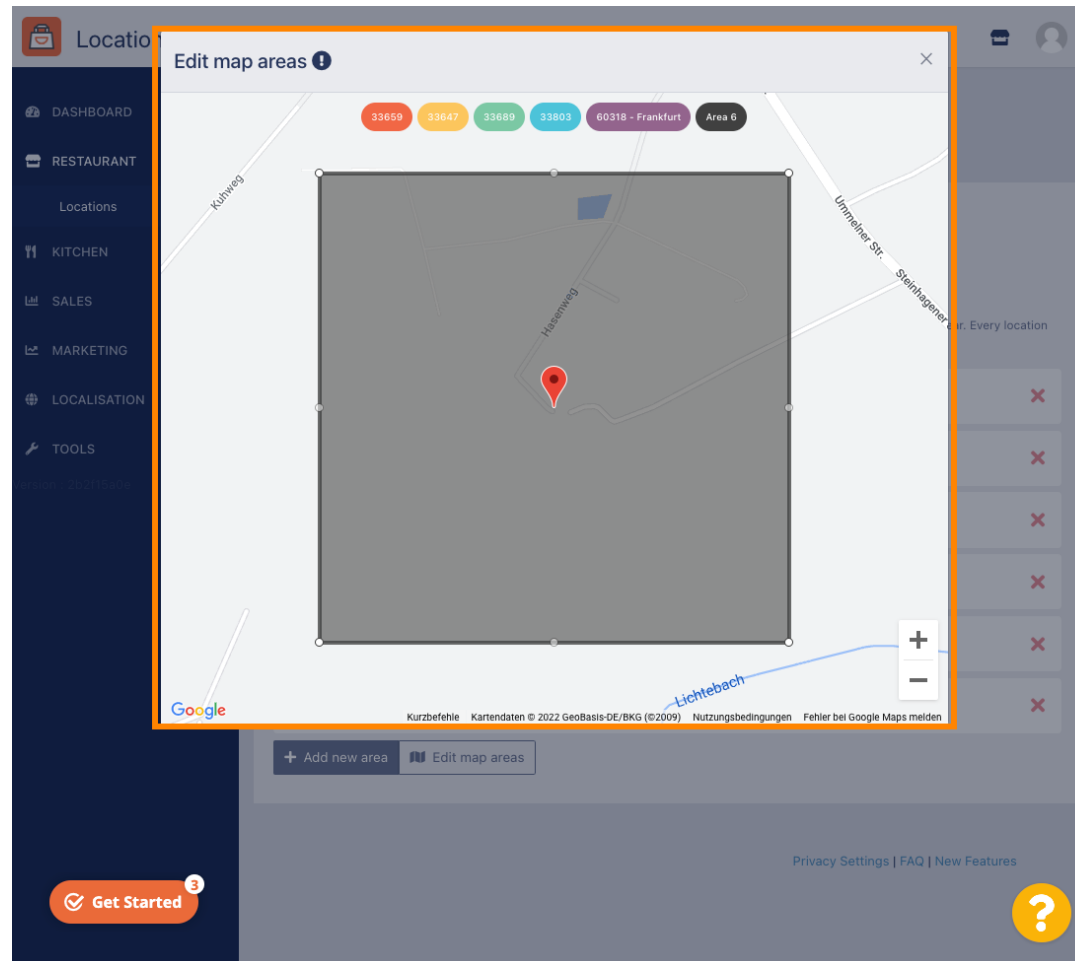 Locatio
Edit map areas !
×
DASHBOARD
RESTAURANT
Locations
KITCHEN
SALES
MARKETING
LOCALISATION
TOOLS
33659
33647
33689
33803
60318 - Frankfurt
Area 6
Kuhweg
Ummelner Str.
Steinhagener
Hasenweg
Lichtebach
+
−
Google
Kurzbefehle Kartendaten © 2022 GeoBasis-DE/BKG (©2009) Nutzungsbedingungen Fehler bei Google Maps melden
Every location
+ Add new area
Edit map areas
Privacy Settings | FAQ | New Features
Get Started
3
?